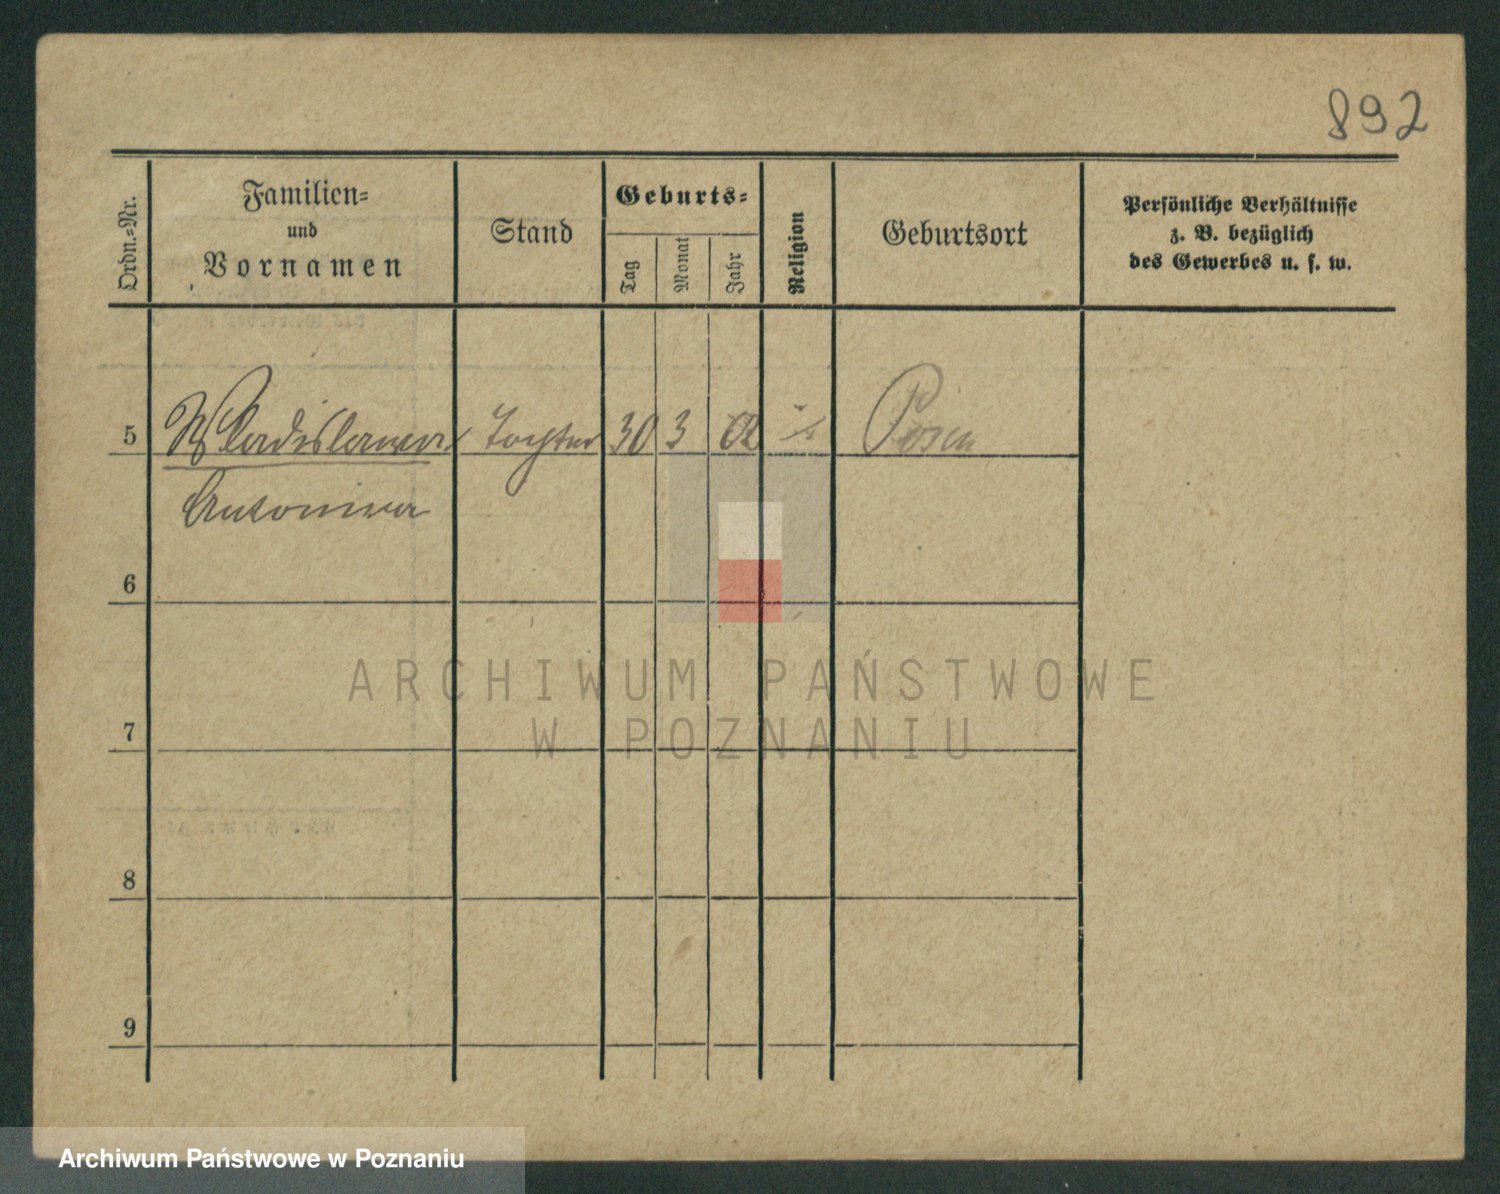 892
Ordn.-Nr.
Familien-
und
Vornamen
Stand
Geburts-
Tag
Monat
Jahr
Religion
Geburtsort
Persönliche Verhältnisse
z. B. bezüglich
des Gewerbes u. s. w.
5 Wladislawa Tochter 30 3 02 Posen
Antonina
6
7
8
9
ARCHIWUM PAŃSTWOWE
W POZNANIU
Archiwum Państwowe w Poznaniu